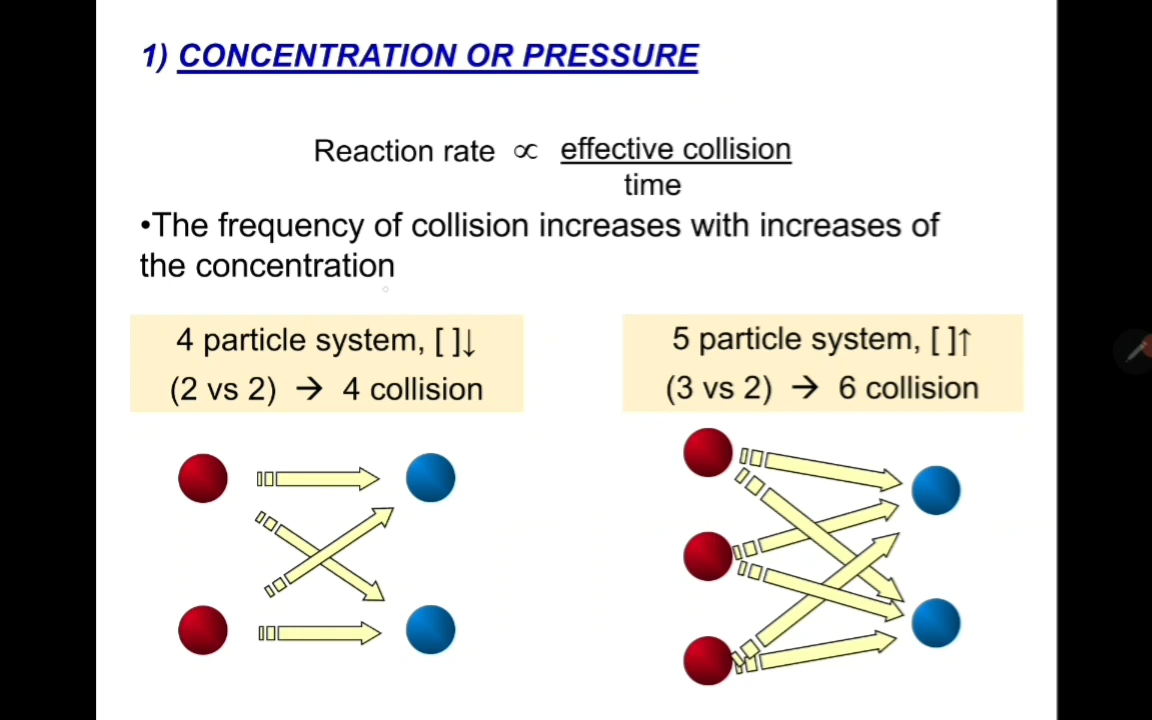 1) CONCENTRATION OR PRESSURE
Reaction rate ∝ effective collision
time
•The frequency of collision increases with increases of
the concentration
4 particle system, [ ]↓
(2 vs 2) → 4 collision
5 particle system, [ ]↑
(3 vs 2) → 6 collision